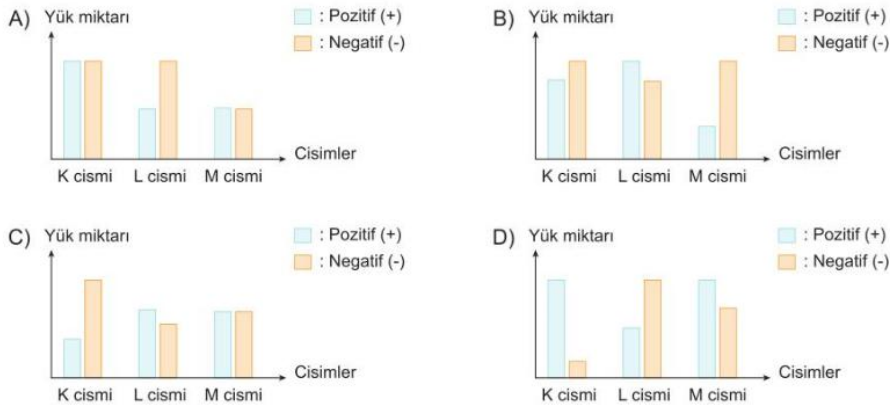 A) Yük miktarı
: Pozitif (+)
: Negatif (-)
Cisimler
K cismi L cismi M cismi
B) Yük miktarı
: Pozitif (+)
: Negatif (-)
Cisimler
K cismi L cismi M cismi
C) Yük miktarı
: Pozitif (+)
: Negatif (-)
Cisimler
K cismi L cismi M cismi
D) Yük miktarı
: Pozitif (+)
: Negatif (-)
Cisimler
K cismi L cismi M cismi